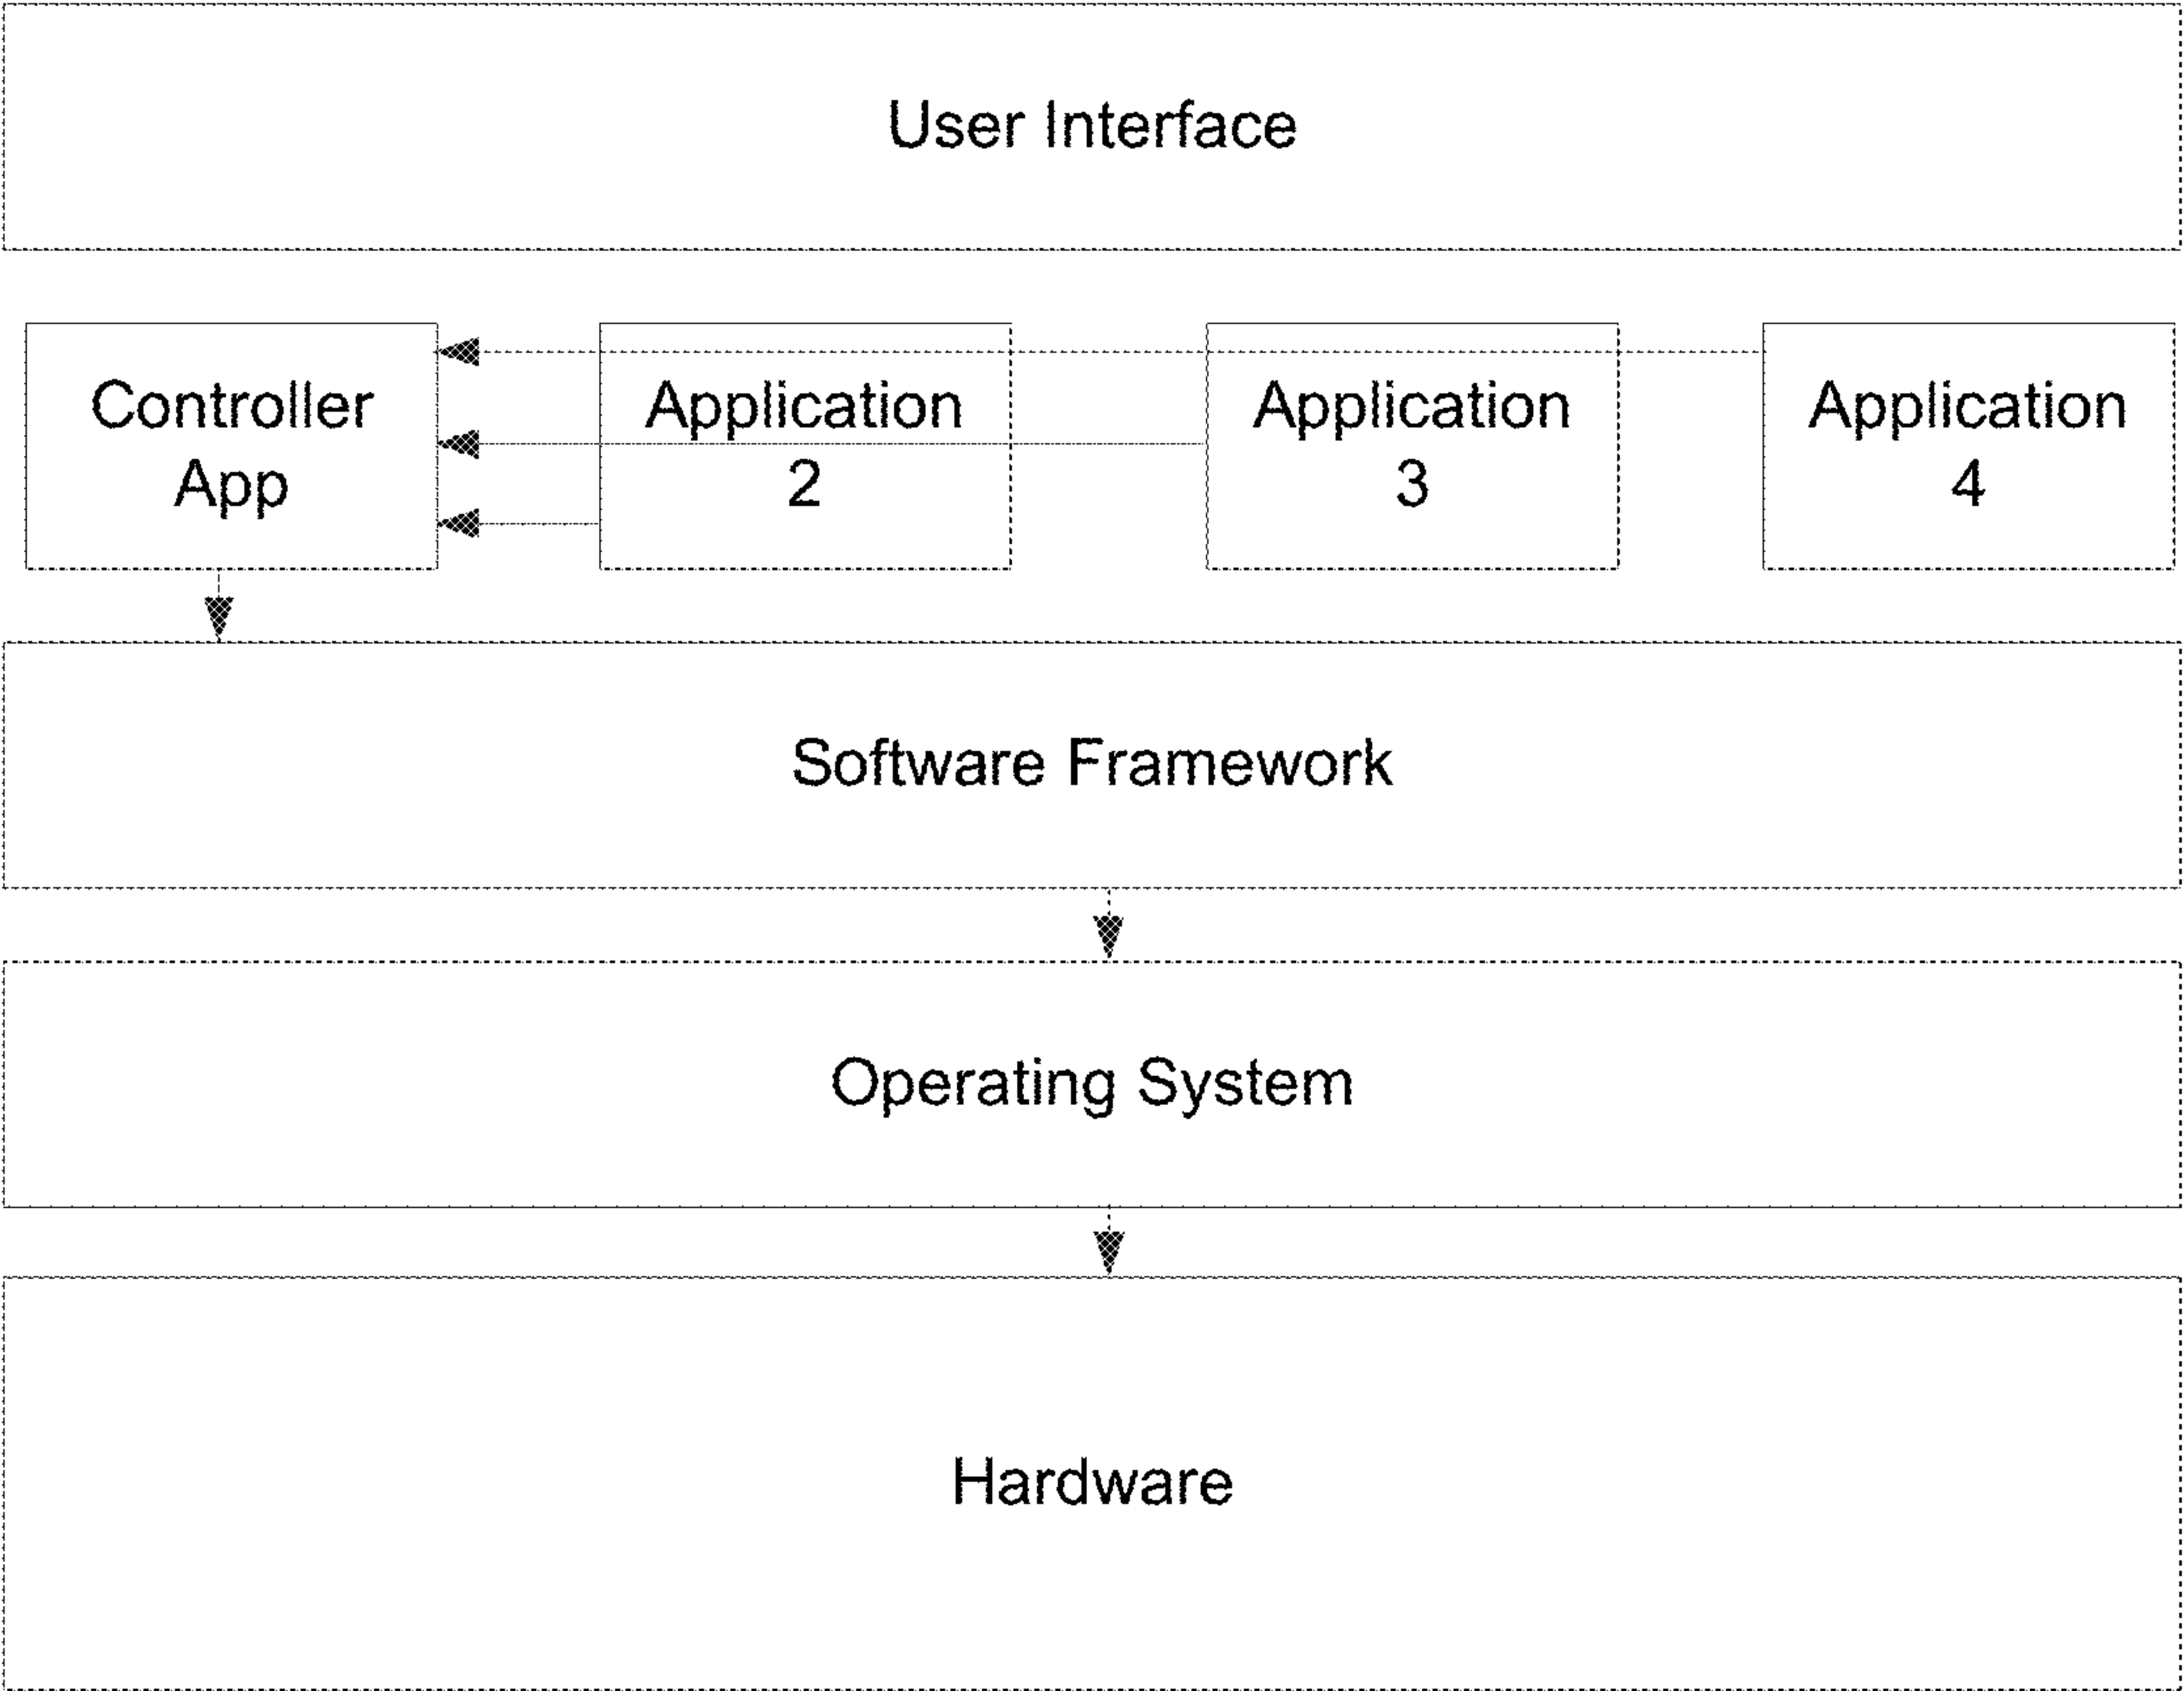 User Interface
Controller
App
Application
2
Application
3
Application
4
Software Framework
Operating System
Hardware